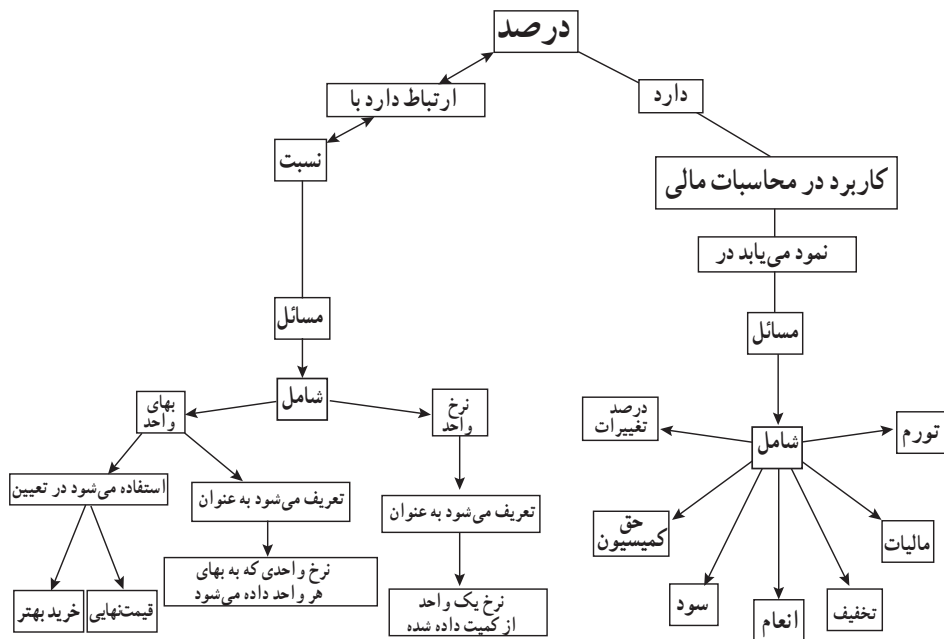 درصد
ارتباط دارد با
دارد
نسبت
کاربرد در محاسبات مالی
نمود می‌یابد در
مسائل
مسائل
شامل
بهای
واحد
نرخ
واحد
درصد
تغییرات
شامل
تورم
استفاده می‌شود در تعیین
تعریف می‌شود به عنوان
تعریف می‌شود به عنوان
حق
کمیسیون
مالیات
خرید بهتر
قیمت‌نهایی
نرخ واحدی که به بهای
هر واحد داده می‌شود
نرخ یک واحد
از کمیت داده شده
سود
انعام
تخفیف